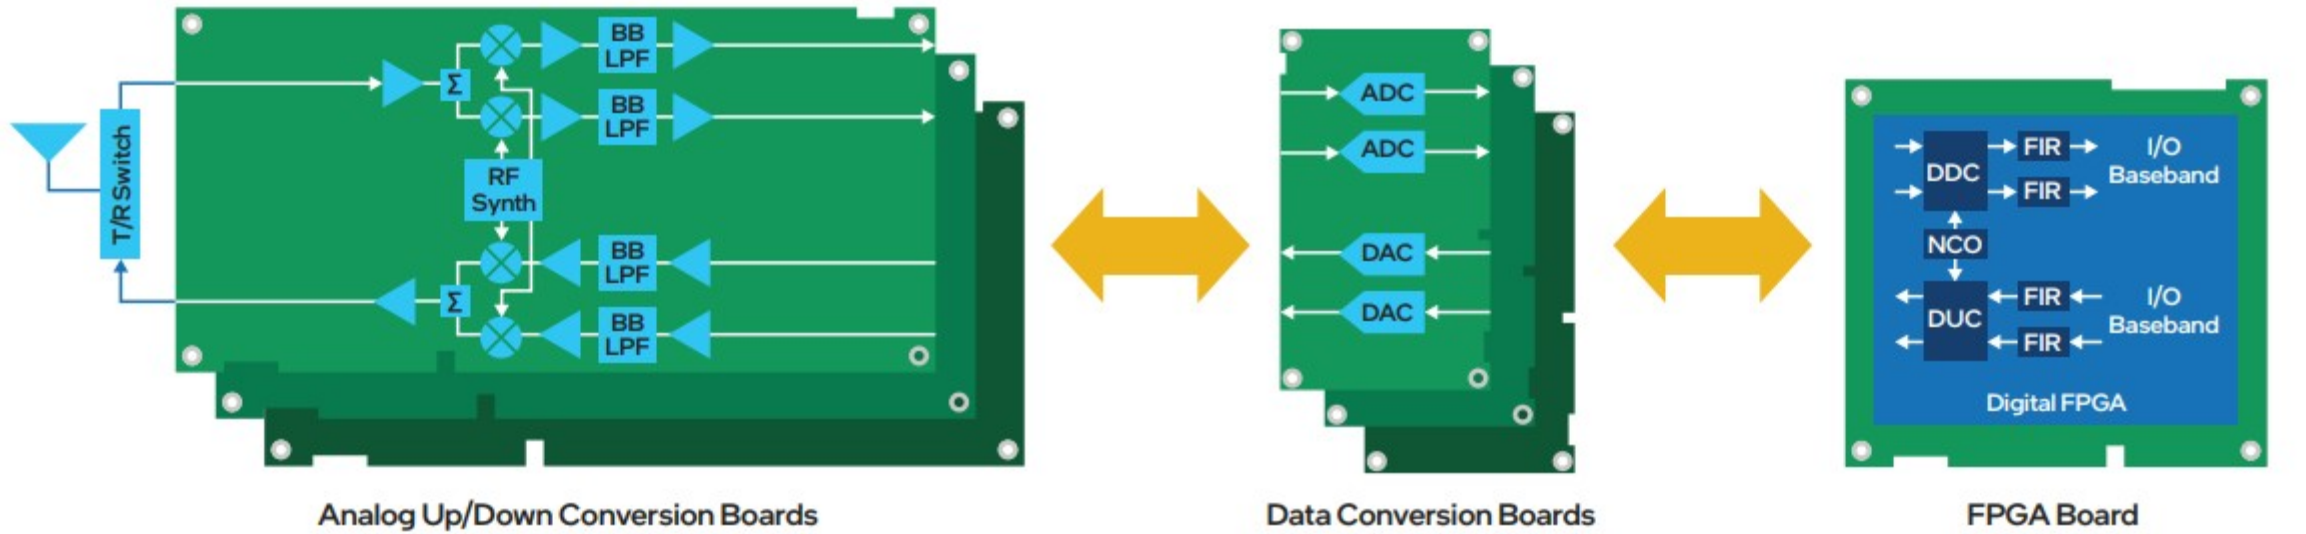 T/R Switch
Σ
BB
LPF
BB
LPF
RF
Synth
Σ
BB
LPF
BB
LPF
Analog Up/Down Conversion Boards
ADC
ADC
DAC
DAC
Data Conversion Boards
DDC
FIR
FIR
I/O
Baseband
NCO
DUC
FIR
FIR
I/O
Baseband
Digital FPGA
FPGA Board